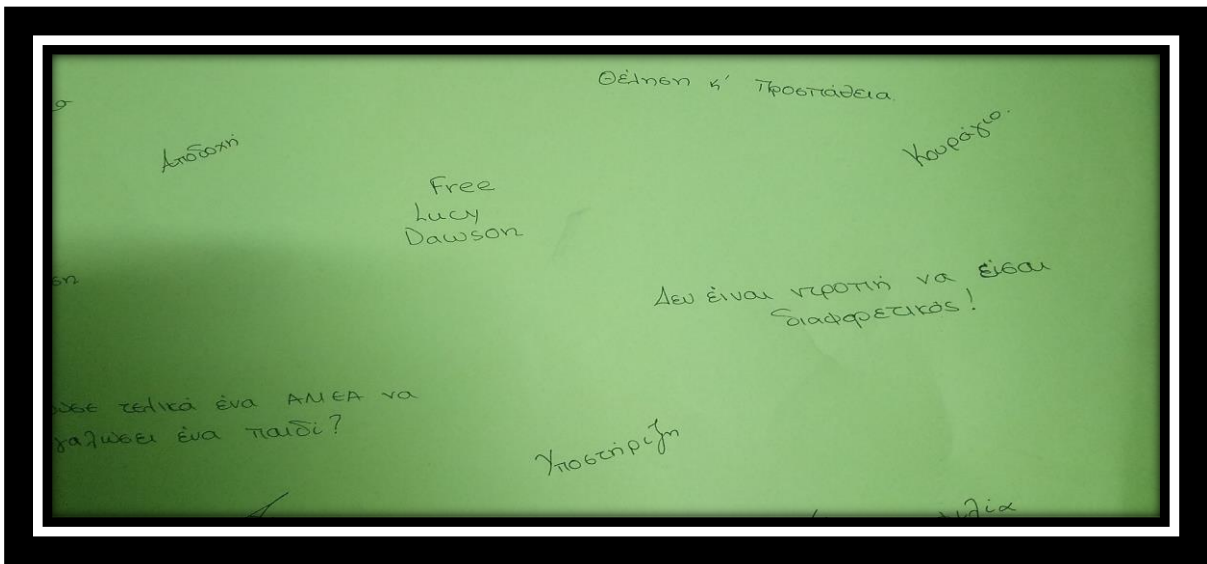 Θέληση κ' Προσπάθεια.
Αποδοχή
Κουράγιο.
Free
Lucy
Dawson
Δεν είναι ντροπή να είσαι
διαφορετικός!
τελικά ένα ΑΜΕΑ να
ένα παιδί?
Υποστήριξη